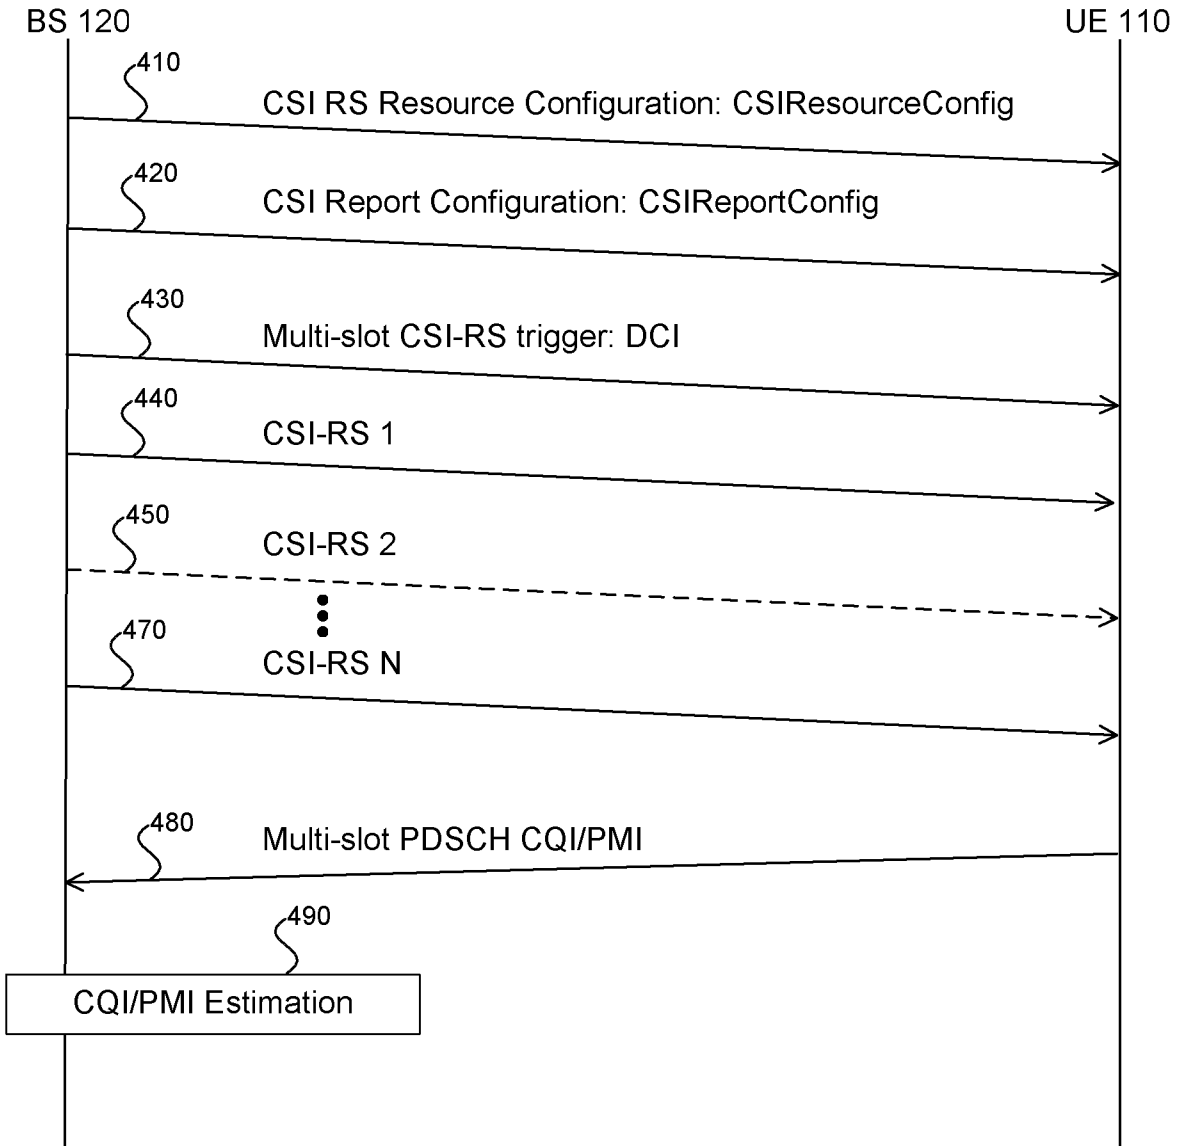 BS 120
UE 110
410
CSI RS Resource Configuration: CSIResourceConfig
420
CSI Report Configuration: CSIReportConfig
430
Multi-slot CSI-RS trigger: DCI
440
CSI-RS 1
450
CSI-RS 2
470
CSI-RS N
480
Multi-slot PDSCH CQI/PMI
490
CQI/PMI Estimation